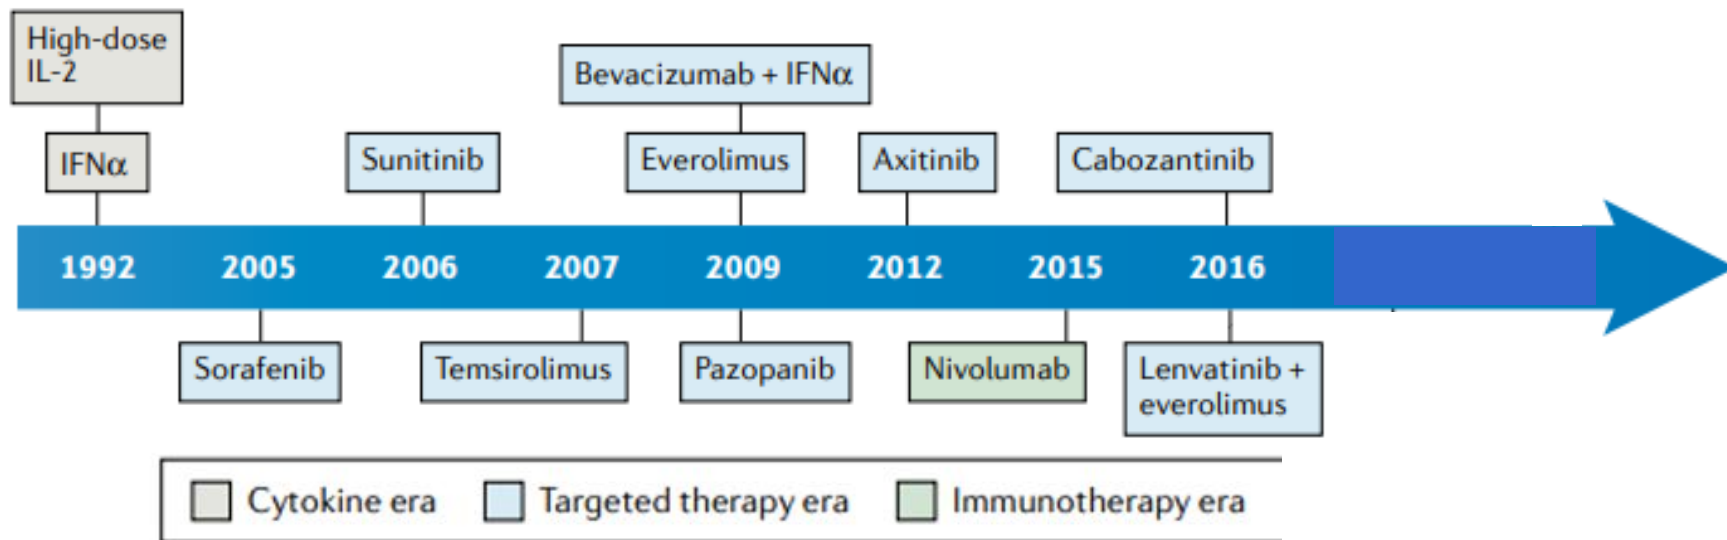 High-dose
IL-2
Bevacizumab + IFNα
IFNα
Sunitinib
Everolimus
Axitinib
Cabozantinib
1992
2005
2006
2007
2009
2012
2015
2016
Sorafenib
Temsirolimus
Pazopanib
Nivolumab
Lenvatinib +
everolimus
Cytokine era
Targeted therapy era
Immunotherapy era